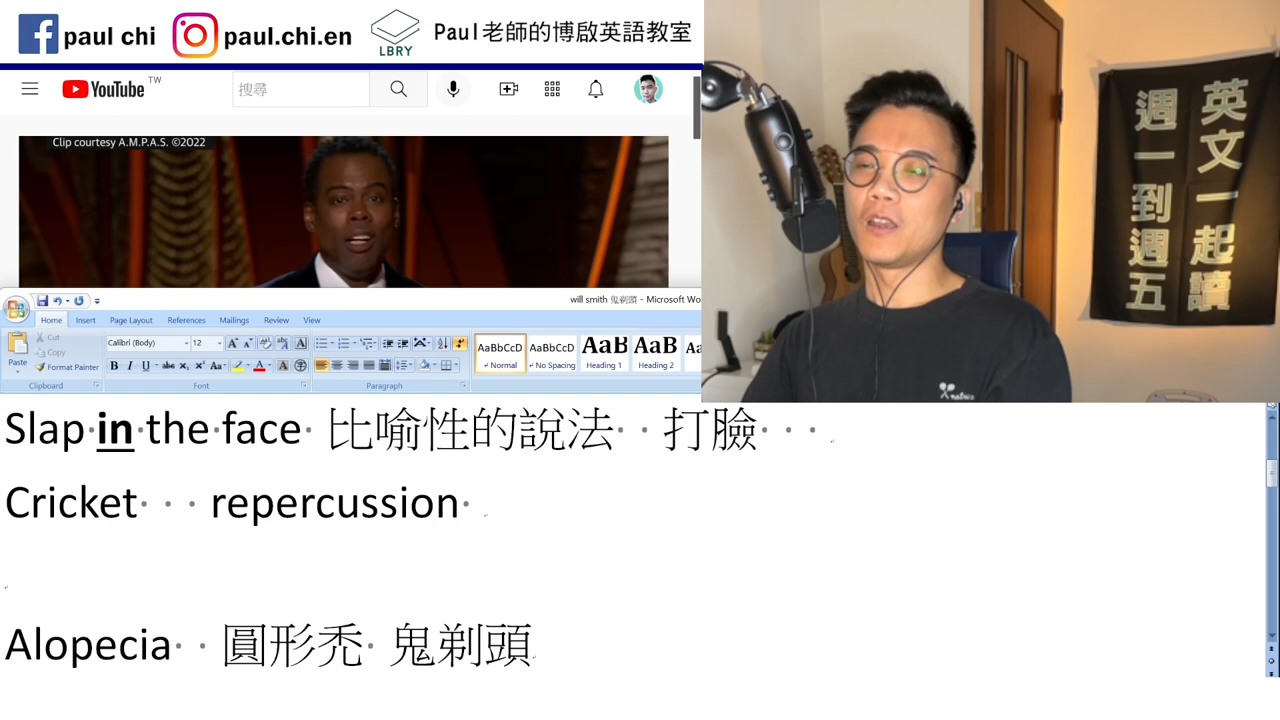 paul chi
paul.chi.en
LBRY
Paul老師的博啟英語教室
YouTube TW
搜尋
Clip courtesy A.M.P.A.S. ©2022
英文一起讀
週一到週五
will smith 鬼剃頭 - Microsoft Wo
Home Insert Page Layout References Mailings Review View
Cut
Copy
Format Painter
Paste
Clipboard
Calibri (Body) 12
Font
Paragraph
AaBbCcD AaBbCcD AaB AaB Aa
Normal No Spacing Heading 1 Heading 2
Slap in the face 比喻性的說法 打臉
Cricket repercussion
Alopecia 圓形禿 鬼剃頭